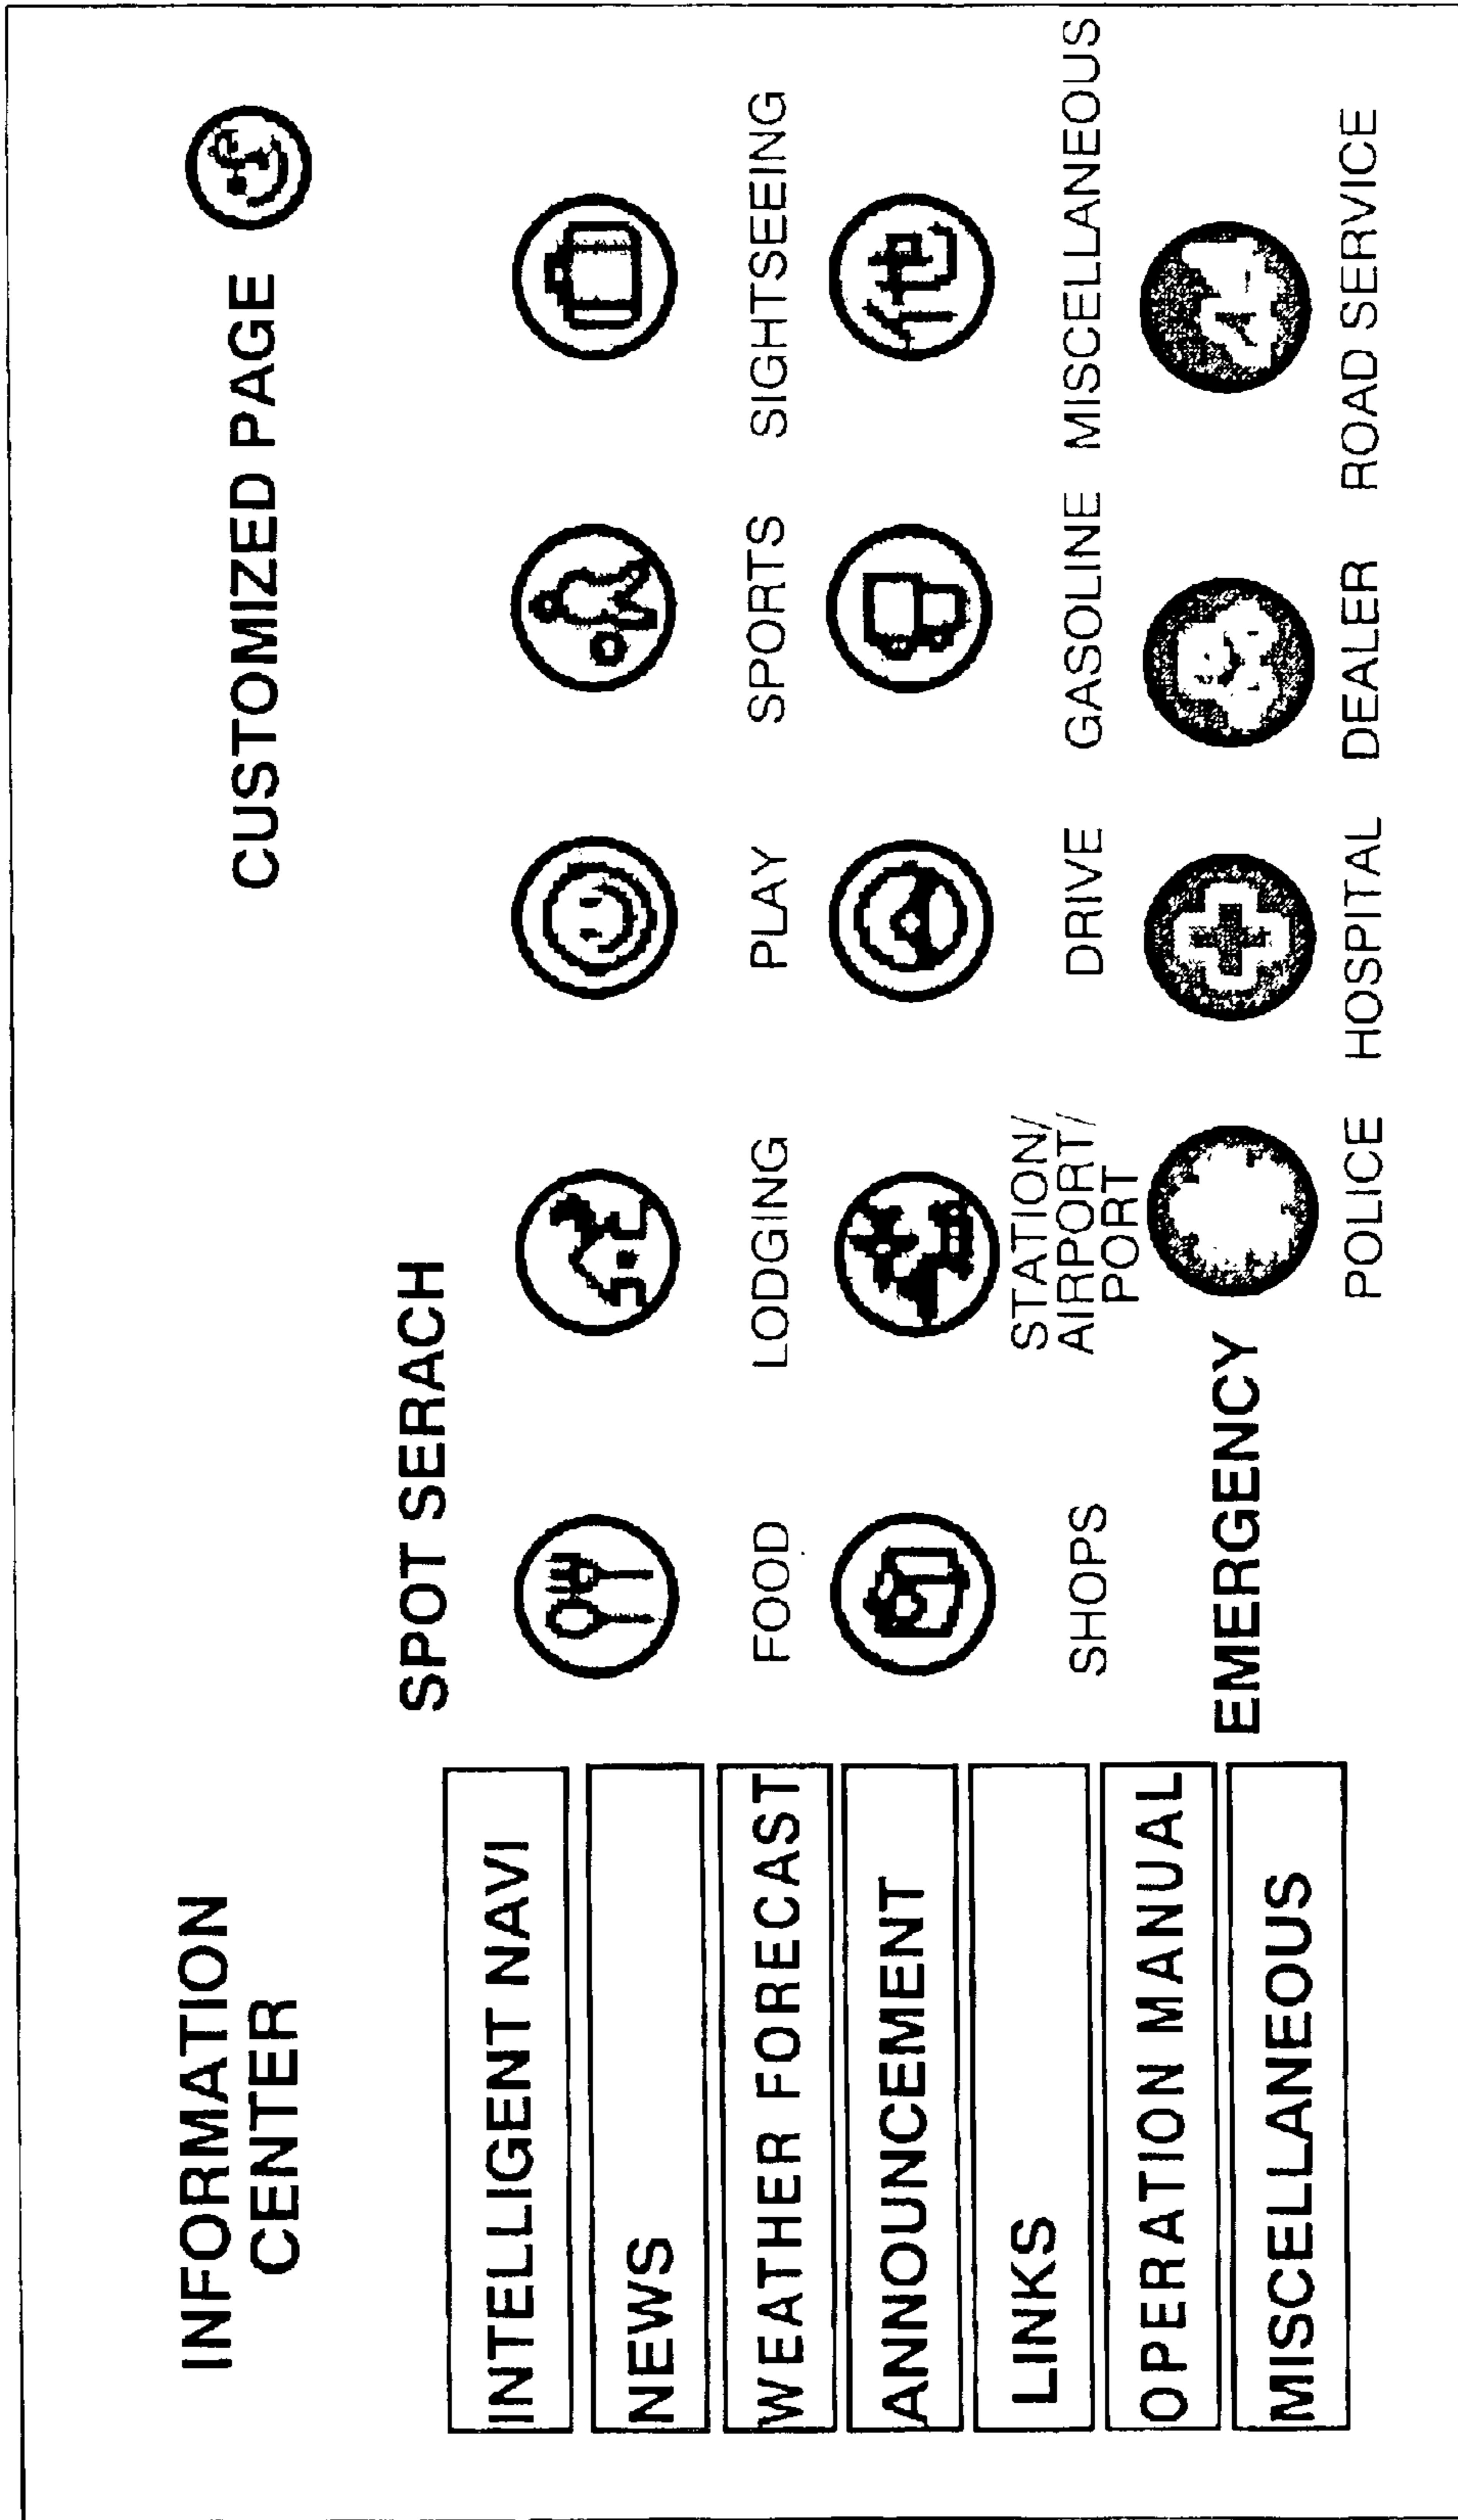 INFORMATION
CENTER
CUSTOMIZED PAGE
INTELLIGENT NAVI
NEWS
WEATHER FORECAST
ANNOUNCEMENT
LINKS
OPERATION MANUAL
MISCELLANEOUS
SPOT SERACH
FOOD LODGING PLAY SPORTS SIGHTSEEING
SHOPS STATION/
AIRPORT/
PORT DRIVE GASOLINE MISCELLANEOUS
EMERGENCY
POLICE HOSPITAL DEALER ROAD SERVICE